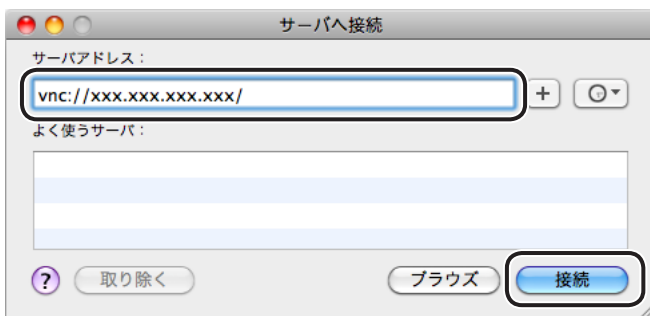 サーバへ接続
サーバアドレス：
vnc://xxx.xxx.xxx.xxx/
+
よく使うサーバ：
? 取り除く ブラウズ 接続